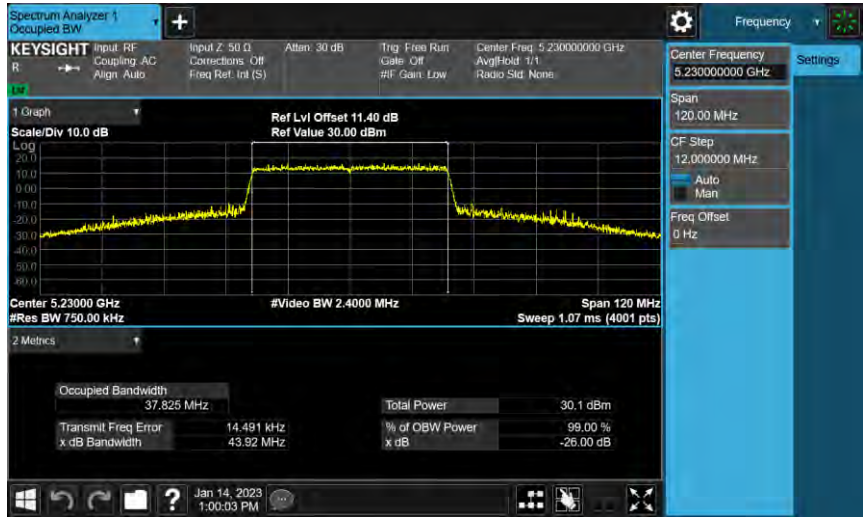 Spectrum Analyzer 1
Occupied BW
+
Frequency
KEYSIGHT
R
Input: RF
Coupling: AC
Align: Auto
Input Z: 50 Ω
Corrections: Off
Freq Ref: Int (S)
Atten: 30 dB
Trig: Free Run
Gate: Off
#IF Gain: Low
Center Freq: 5.230000000 GHz
Avg|Hold: 1/1
Radio Std: None
Center Frequency
5.230000000 GHz
Settings
Span
120.00 MHz
CF Step
12.000000 MHz
Auto
Man
Freq Offset
0 Hz
1 Graph
Scale/Div 10.0 dB
Ref Lvl Offset 11.40 dB
Ref Value 30.00 dBm
Log
20.0
10.0
0.00
-10.0
-20.0
-30.0
-40.0
-50.0
-60.0
Center 5.23000 GHz
#Res BW 750.00 kHz
#Video BW 2.4000 MHz
Span 120 MHz
Sweep 1.07 ms (4001 pts)
2 Metrics
Occupied Bandwidth
37.825 MHz
Total Power 30.1 dBm
Transmit Freq Error 14.491 kHz
% of OBW Power 99.00 %
x dB Bandwidth 43.92 MHz
x dB -26.00 dB
?
Jan 14, 2023
1:00:03 PM